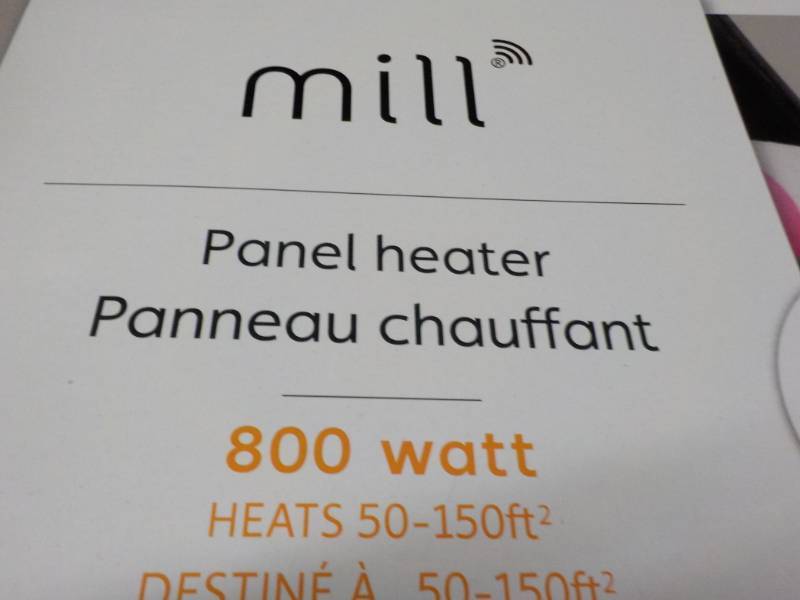 mill®
Panel heater
Panneau chauffant
800 watt
HEATS 50-150ft²
DESTINÉ À 50-150ft²